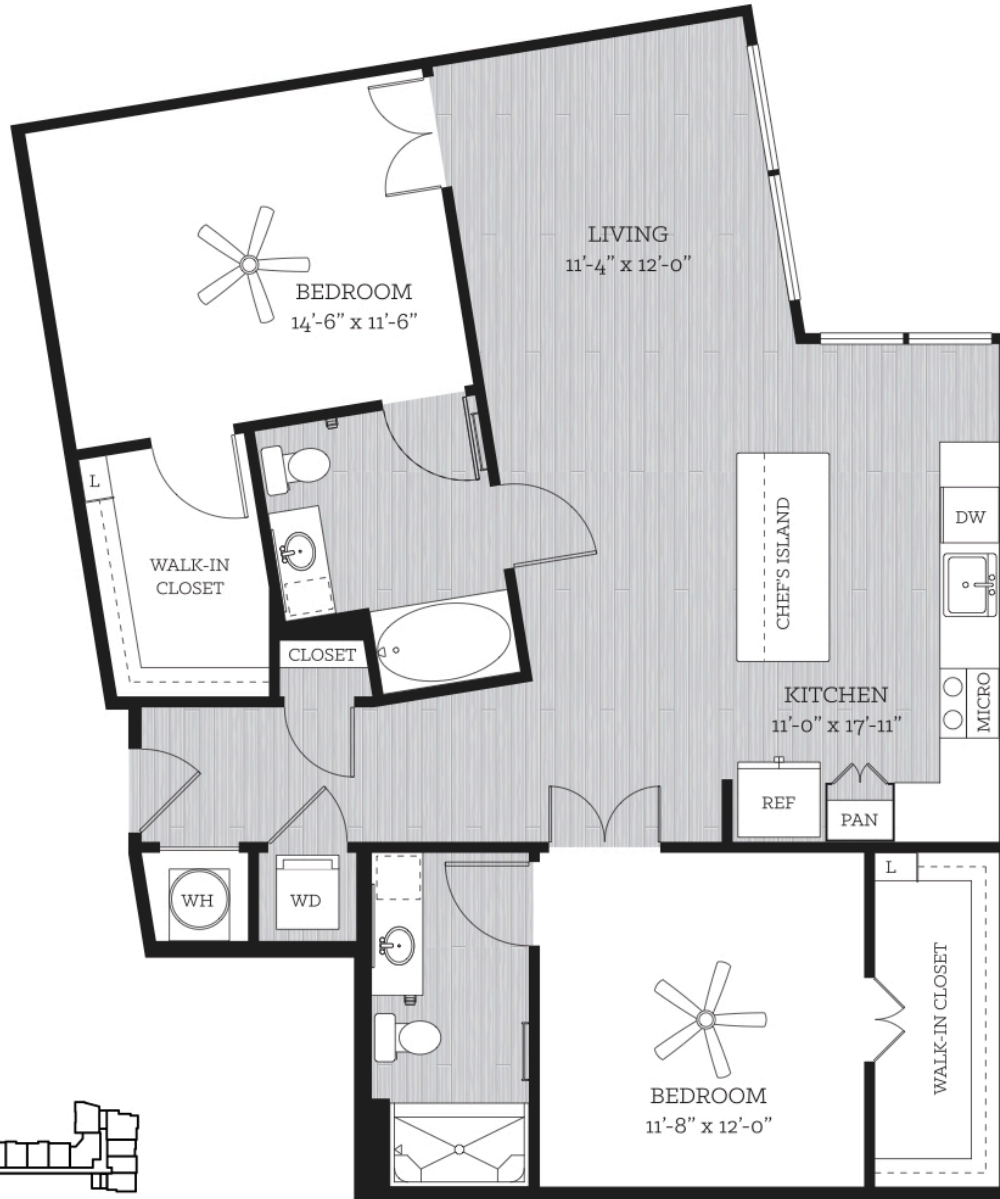 LIVING
11'-4” x 12'-0”
BEDROOM
14'-6” x 11'-6”
L
WALK-IN
CLOSET
DW
CHEF'S ISLAND
CLOSET
KITCHEN
11'-0” x 17'-11”
MICRO
REF
PAN
WH
WD
L
WALK-IN CLOSET
BEDROOM
11'-8” x 12'-0”